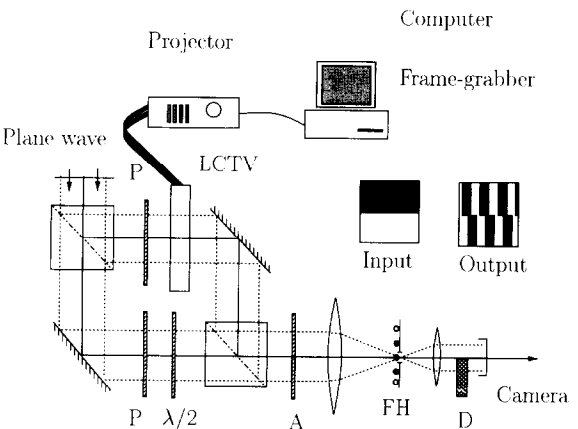 Computer
Projector
Frame-grabber
Plane wave
P
LCTV
Input
Output
P
λ/2
A
FH
D
Camera